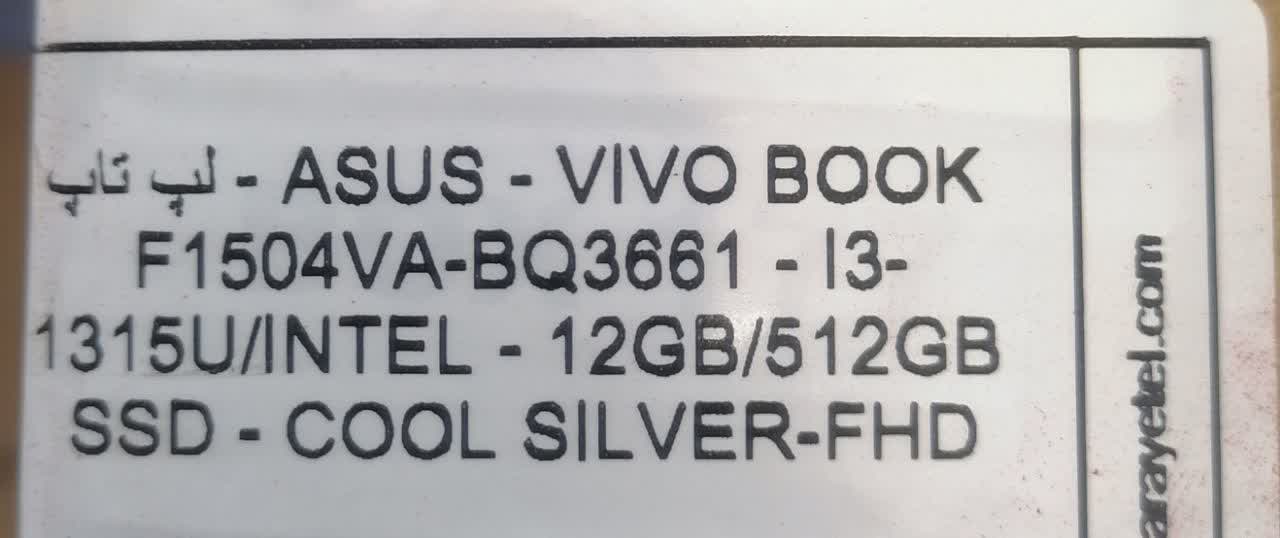 لپ تاپ - ASUS - VIVO BOOK
F1504VA-BQ3661 - I3-
1315U/INTEL - 12GB/512GB
SSD - COOL SILVER-FHD
arayetel.com